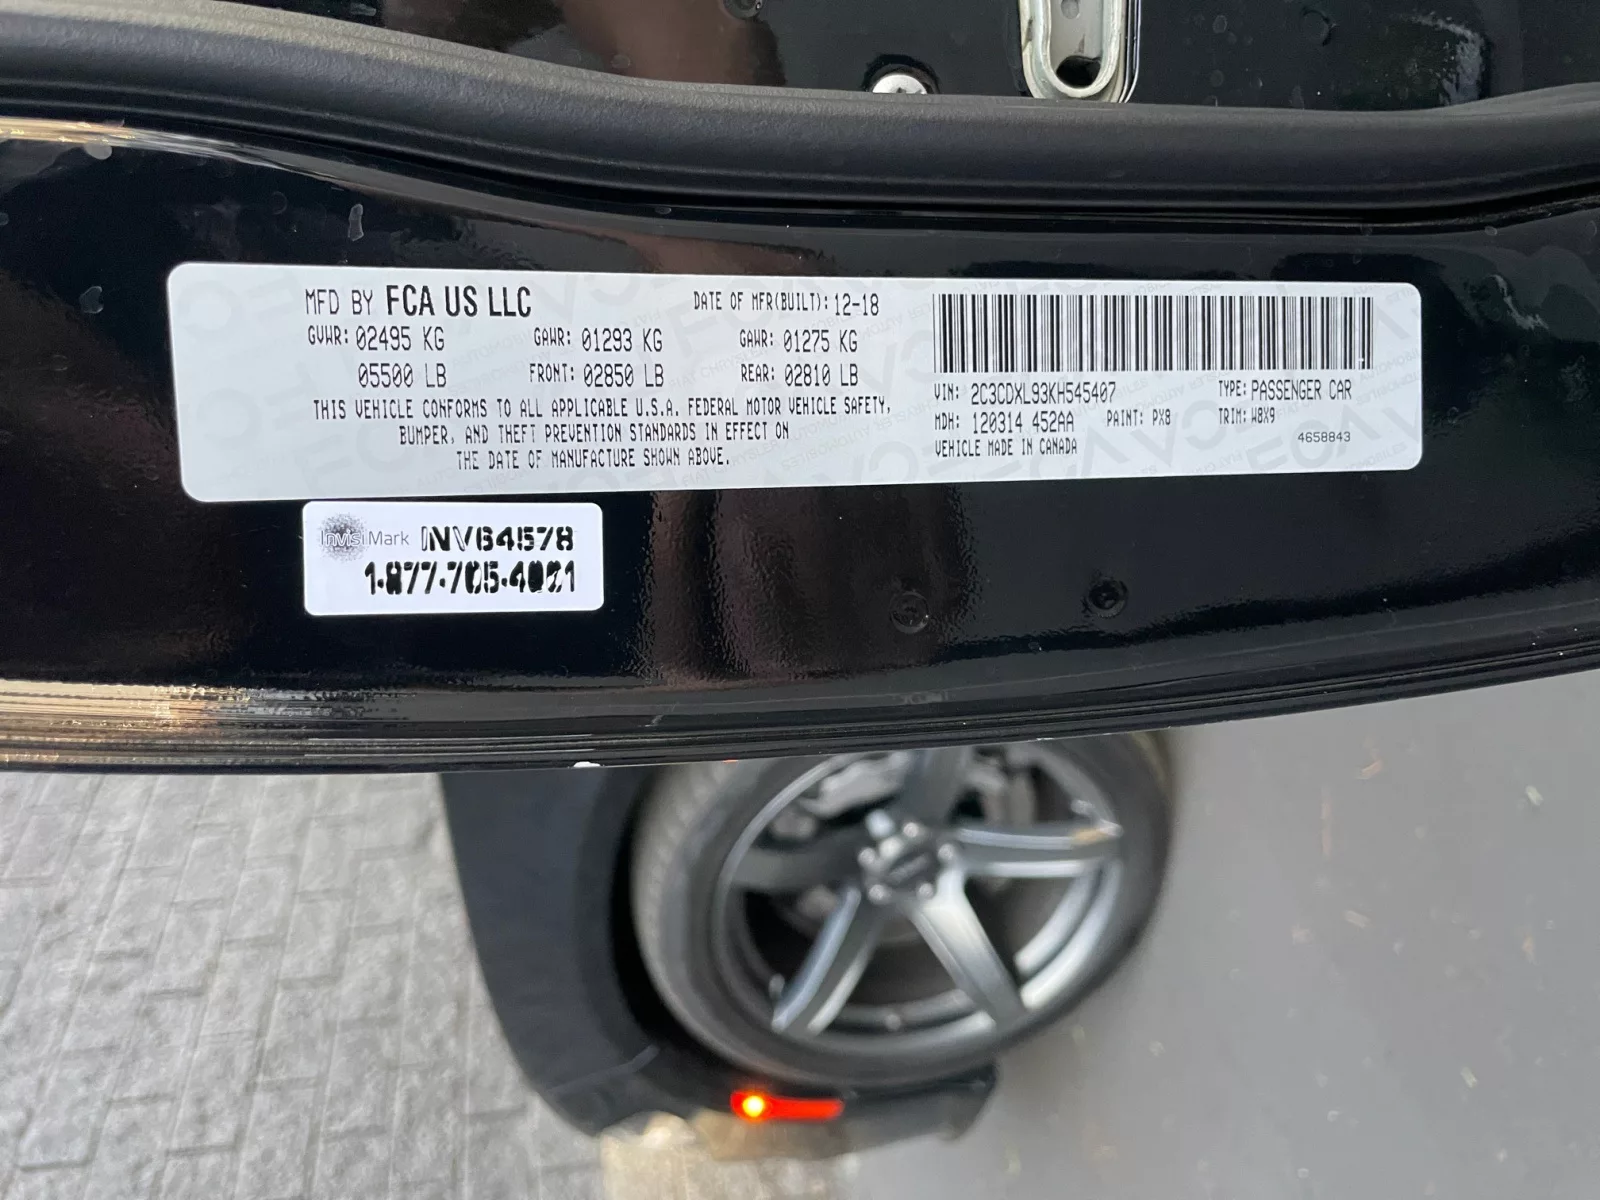 MFD BY FCA US LLC
DATE OF MFR(BUILT): 12-18
GVWR: 02495 KG
GAWR: 01293 KG
GAWR: 01275 KG
05500 LB
FRONT: 02850 LB
REAR: 02810 LB
THIS VEHICLE CONFORMS TO ALL APPLICABLE U.S.A. FEDERAL MOTOR VEHICLE SAFETY,
BUMPER, AND THEFT PREVENTION STANDARDS IN EFFECT ON
THE DATE OF MANUFACTURE SHOWN ABOVE.
VIN: 2C3CDXL93KH545407
TYPE: PASSENGER CAR
MDH: 120314 452AA
PAINT: PX8
TRIM: W8X9
VEHICLE MADE IN CANADA
4658843
InvisiMark INV64578